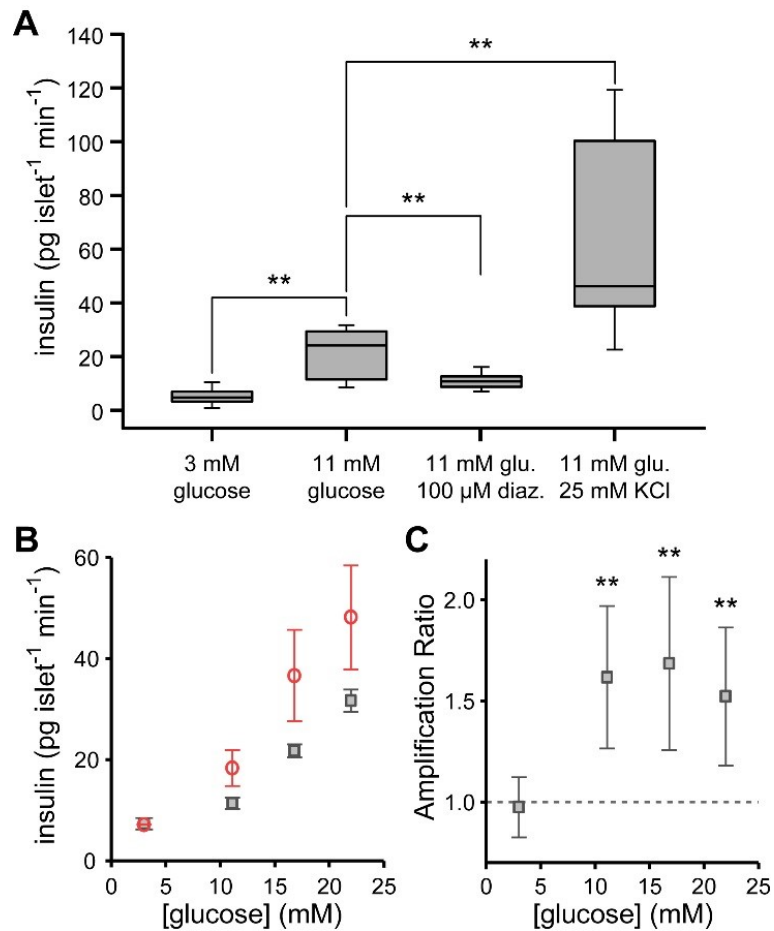 A
insulin (pg islet⁻¹ min⁻¹)
140
120
100
80
60
40
20
0
**
**
**
3 mM
glucose
11 mM
glucose
11 mM glu.
100 µM diaz.
11 mM glu.
25 mM KCl
B
insulin (pg islet⁻¹ min⁻¹)
60
40
20
0
0
5
10
15
20
25
[glucose] (mM)
C
Amplification Ratio
2.0
1.5
1.0
**
**
**
0
5
10
15
20
25
[glucose] (mM)